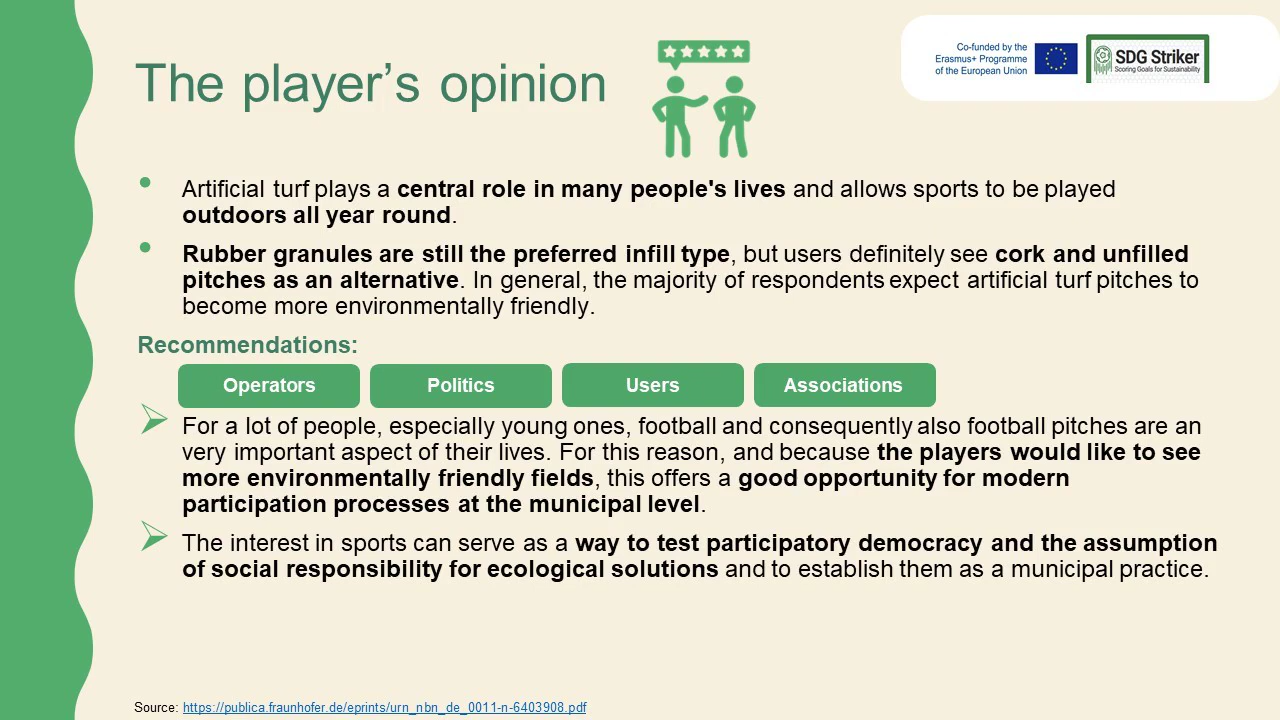 The player’s opinion
Co-funded by the
Erasmus+ Programme
of the European Union
SDG Striker
Scoring Goals for Sustainability
Artificial turf plays a central role in many people's lives and allows sports to be played
outdoors all year round.
Rubber granules are still the preferred infill type, but users definitely see cork and unfilled
pitches as an alternative. In general, the majority of respondents expect artificial turf pitches to
become more environmentally friendly.
Recommendations:
Operators
Politics
Users
Associations
For a lot of people, especially young ones, football and consequently also football pitches are an
very important aspect of their lives. For this reason, and because the players would like to see
more environmentally friendly fields, this offers a good opportunity for modern
participation processes at the municipal level.
The interest in sports can serve as a way to test participatory democracy and the assumption
of social responsibility for ecological solutions and to establish them as a municipal practice.
Source: https://publica.fraunhofer.de/eprints/urn_nbn_de_0011-n-6403908.pdf